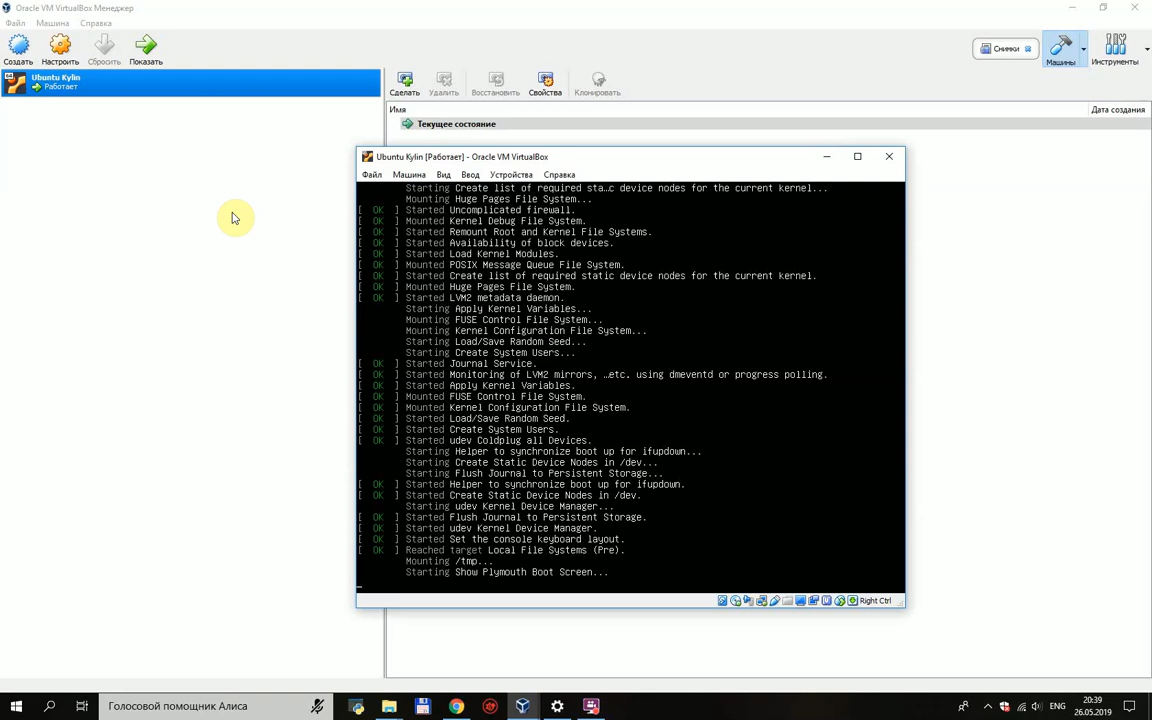 Oracle VM VirtualBox Менеджер
Файл Машина Справка
Создать Настроить Сбросить Показать
Снимки Машины Инструменты
Ubuntu Kylin
Работает
Сделать Удалить Восстановить Свойства Клонировать
Имя Дата создания
Текущее состояние
Ubuntu Kylin [Работает] - Oracle VM VirtualBox
Файл Машина Вид Ввод Устройства Справка
Starting Create list of required sta…c device nodes for the current kernel...
Mounting Huge Pages File System...
[ OK ] Started Uncomplicated firewall.
[ OK ] Mounted Kernel Debug File System.
[ OK ] Started Remount Root and Kernel File Systems.
[ OK ] Started Availability of block devices.
[ OK ] Started Load Kernel Modules.
[ OK ] Mounted POSIX Message Queue File System.
[ OK ] Started Create list of required static device nodes for the current kernel.
[ OK ] Mounted Huge Pages File System.
[ OK ] Started LVM2 metadata daemon.
Starting Apply Kernel Variables...
Mounting FUSE Control File System...
Mounting Kernel Configuration File System...
Starting Load/Save Random Seed...
Starting Create System Users...
[ OK ] Started Journal Service.
[ OK ] Started Monitoring of LVM2 mirrors, …etc. using dmeventd or progress polling.
[ OK ] Started Apply Kernel Variables.
[ OK ] Mounted FUSE Control File System.
[ OK ] Mounted Kernel Configuration File System.
[ OK ] Started Load/Save Random Seed.
[ OK ] Started Create System Users.
[ OK ] Started udev Coldplug all Devices.
Starting Helper to synchronize boot up for ifupdown...
Starting Create Static Device Nodes in /dev...
Starting Flush Journal to Persistent Storage...
[ OK ] Started Helper to synchronize boot up for ifupdown.
[ OK ] Started Create Static Device Nodes in /dev.
Starting udev Kernel Device Manager...
[ OK ] Started Flush Journal to Persistent Storage.
[ OK ] Started udev Kernel Device Manager.
[ OK ] Started Set the console keyboard layout.
[ OK ] Reached target Local File Systems (Pre).
Mounting /tmp...
Starting Show Plymouth Boot Screen...
Right Ctrl
Голосовой помощник Алиса
ENG
20:39
26.05.2019